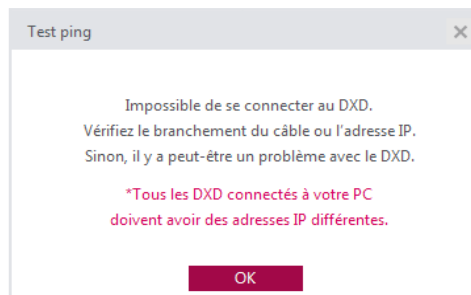 Test ping
Impossible de se connecter au DXD.
Vérifiez le branchement du câble ou l'adresse IP.
Sinon, il y a peut-être un problème avec le DXD.
*Tous les DXD connectés à votre PC
doivent avoir des adresses IP différentes.
OK